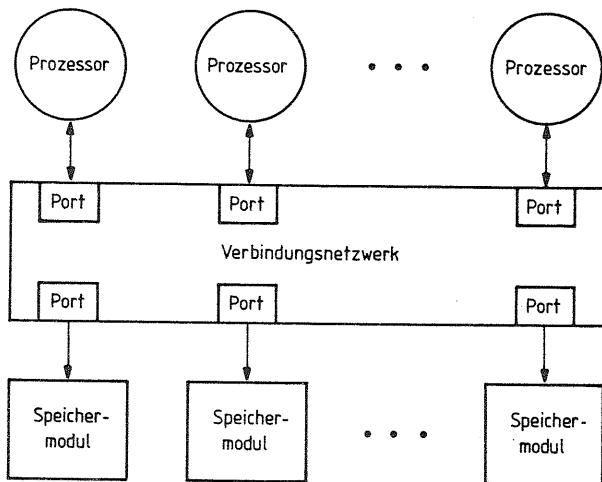 Prozessor
Prozessor
Prozessor
Port
Port
Port
Verbindungsnetzwerk
Port
Port
Port
Speicher-
modul
Speicher-
modul
Speicher-
modul